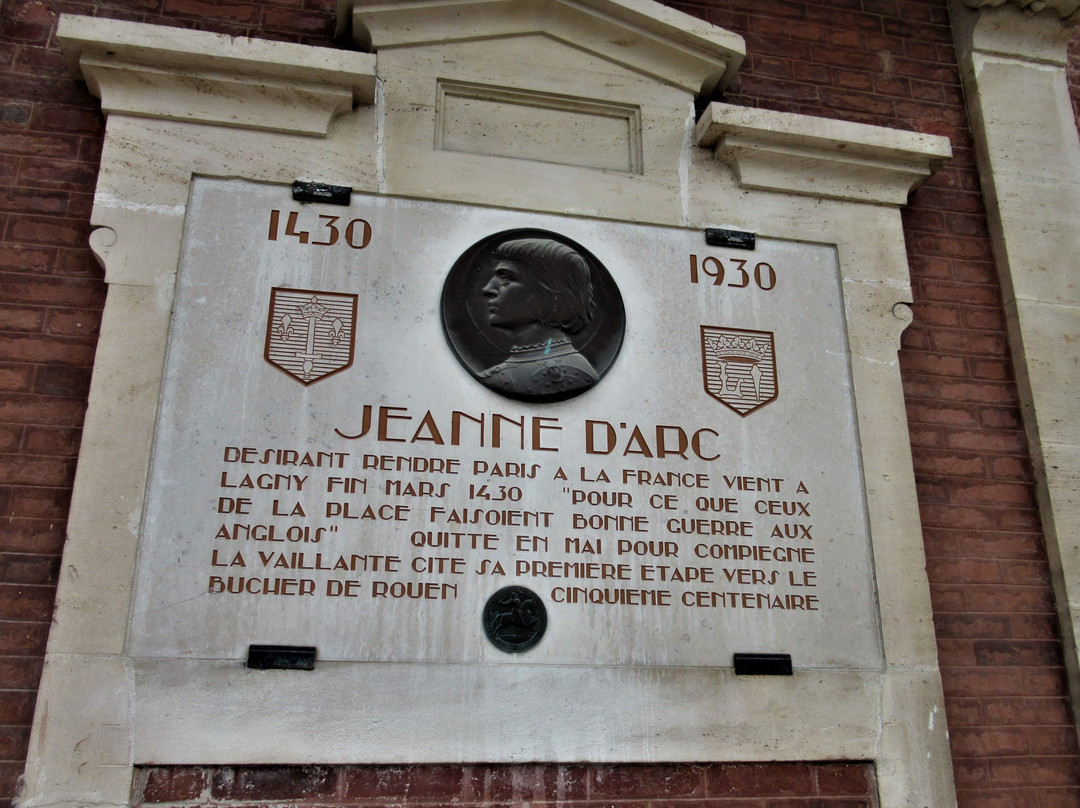 1430
1930
JEANNE D'ARC
DESIRANT RENDRE PARIS A LA FRANCE VIENT A
LAGNY FIN MARS 1430 "POUR CE QUE CEUX
DE LA PLACE FAISOIENT BONNE GUERRE AUX
ANGLOIS" QUITTE EN MAI POUR COMPIEGNE
LA VAILLANTE CITE SA PREMIERE ETAPE VERS LE
BUCHER DE ROUEN CINQUIEME CENTENAIRE